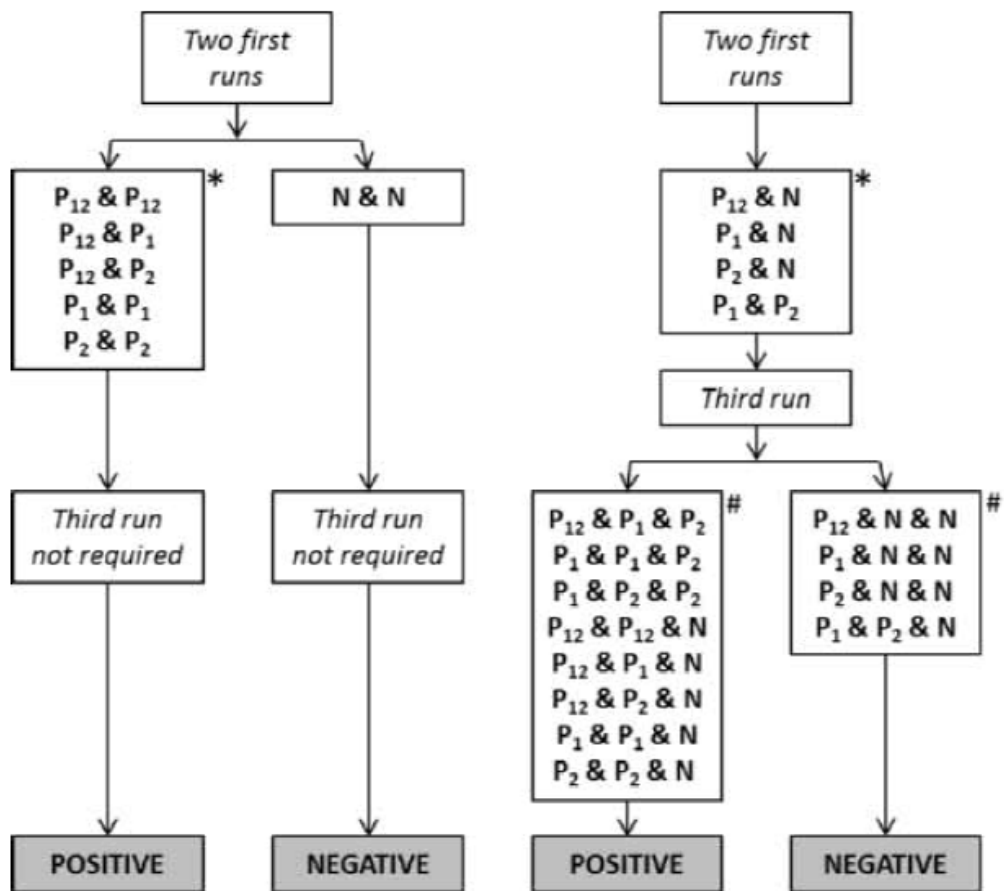 Two first
runs
P₁₂ & P₁₂ *
P₁₂ & P₁
P₁₂ & P₂
P₁ & P₁
P₂ & P₂
N & N
Third run
not required
Third run
not required
POSITIVE
NEGATIVE
Two first
runs
P₁₂ & N *
P₁ & N
P₂ & N
P₁ & P₂
Third run
P₁₂ & P₁ & P₂ #
P₁ & P₁ & P₂
P₁ & P₂ & P₂
P₁₂ & P₁₂ & N
P₁₂ & P₁ & N
P₁₂ & P₂ & N
P₁ & P₁ & N
P₂ & P₂ & N
P₁₂ & N & N #
P₁ & N & N
P₂ & N & N
P₁ & P₂ & N
POSITIVE
NEGATIVE